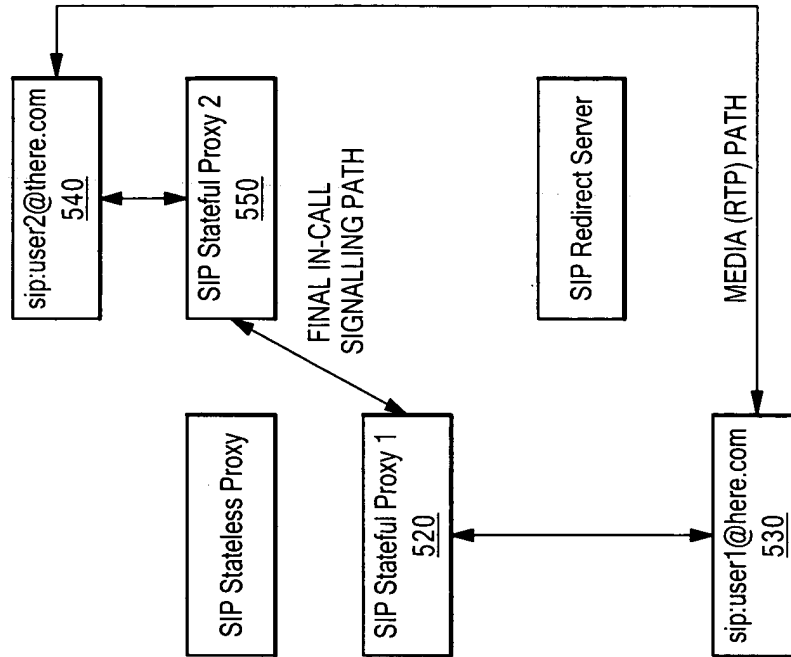 sip:user2@there.com
540
SIP Stateful Proxy 2
550
FINAL IN-CALL
SIGNALLING PATH
SIP Redirect Server
MEDIA (RTP) PATH
SIP Stateless Proxy
SIP Stateful Proxy 1
520
sip:user1@here.com
530